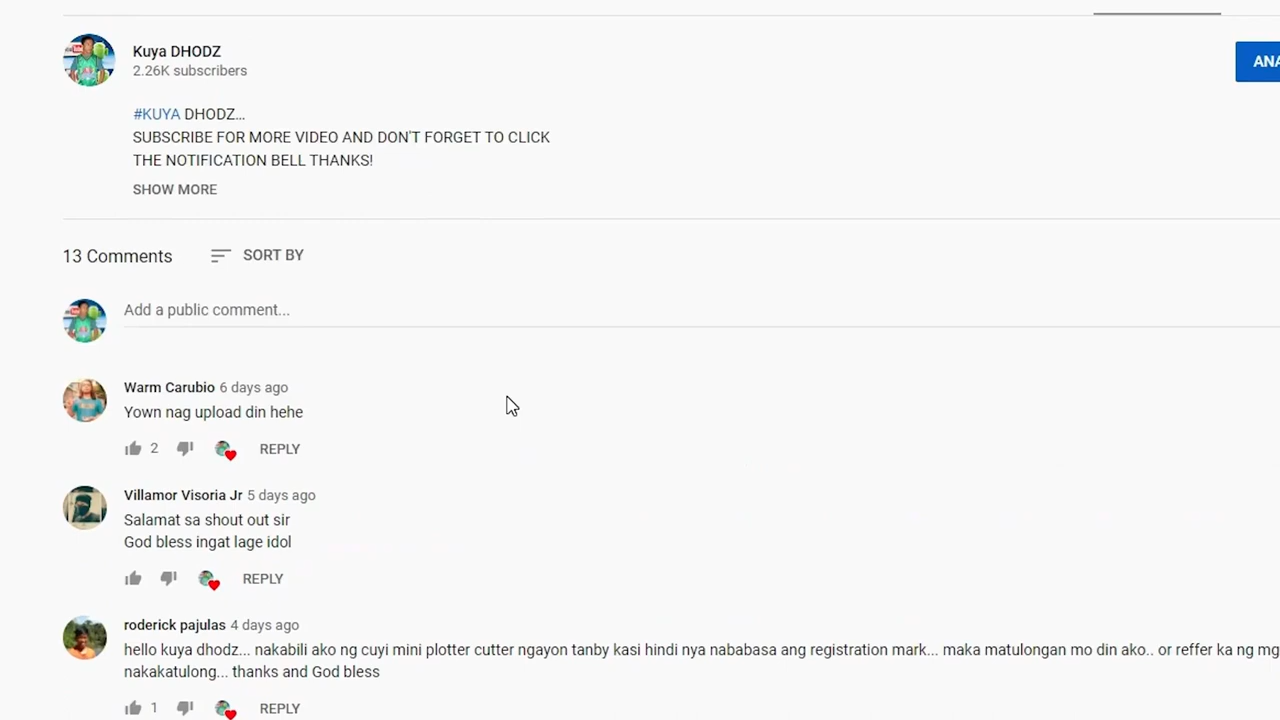 Kuya DHODZ
2.26K subscribers
ANA
#KUYA DHODZ...
SUBSCRIBE FOR MORE VIDEO AND DON'T FORGET TO CLICK
THE NOTIFICATION BELL THANKS!
SHOW MORE
13 Comments SORT BY
Add a public comment...
Warm Carubio 6 days ago
Yown nag upload din hehe
2 REPLY
Villamor Visoria Jr 5 days ago
Salamat sa shout out sir
God bless ingat lage idol
REPLY
roderick pajulas 4 days ago
hello kuya dhodz... nakabili ako ng cuyi mini plotter cutter ngayon tanby kasi hindi nya nababasa ang registration mark... maka matulongan mo din ako.. or reffer ka ng mg
nakakatulong... thanks and God bless
1 REPLY